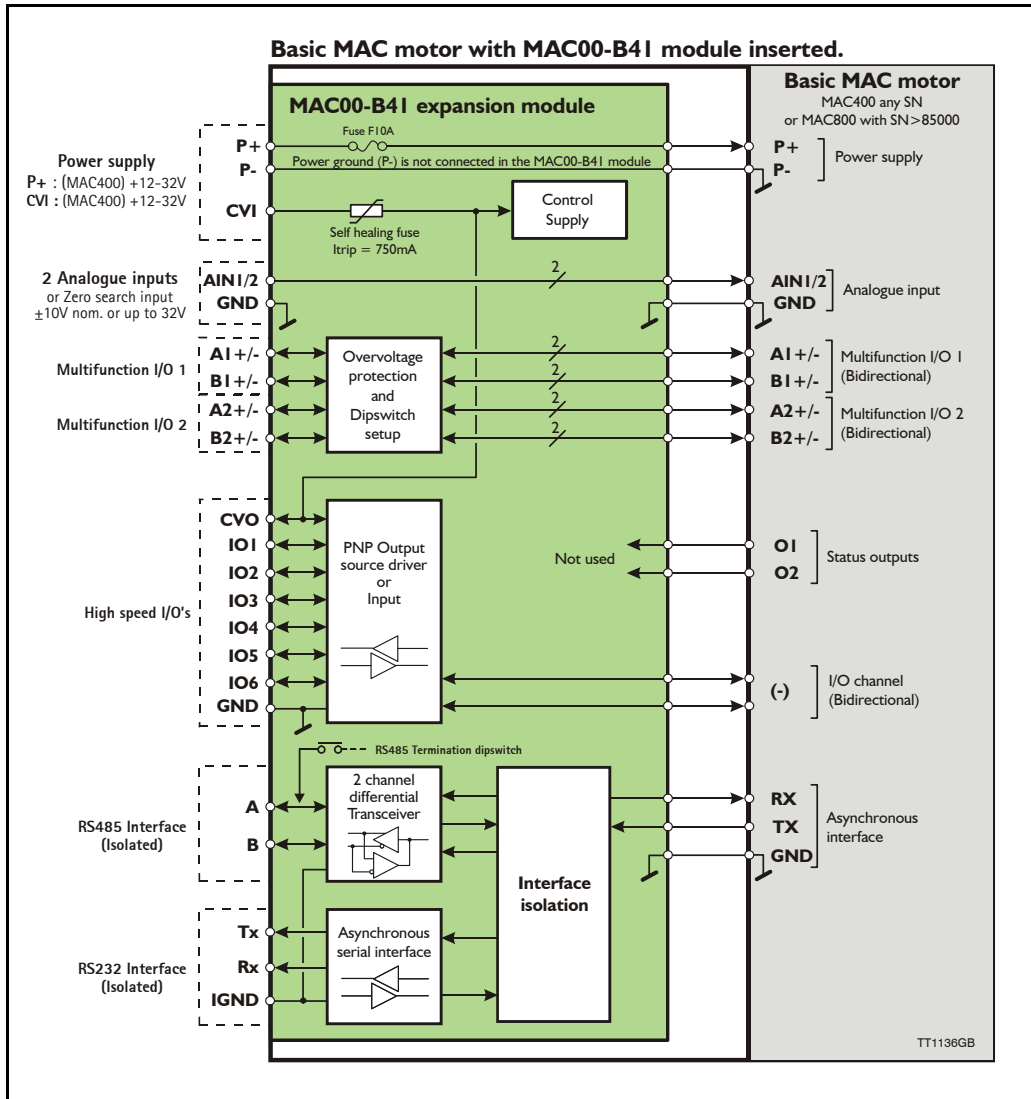 Basic MAC motor with MAC00-B41 module inserted.
Basic MAC motor
MAC400 any SN
or MAC800 with SN>85000
MAC00-B41 expansion module
Power supply
P+ : (MAC400) +12-32V
CVI : (MAC400) +12-32V
P+
P-
CVI
Fuse F10A
Power ground (P-) is not connected in the MAC00-B41 module
Self healing fuse
Itrip = 750mA
Control
Supply
P+
P-
Power supply
2 Analogue inputs
or Zero search input
±10V nom. or up to 32V
AIN1/2
GND
2
AIN1/2
GND
Analogue input
Multifunction I/O 1
Multifunction I/O 2
A1+/-
B1+/-
A2+/-
B2+/-
Overvoltage
protection
and
Dipswitch
setup
2
2
2
2
A1+/-
B1+/-
A2+/-
B2+/-
Multifunction I/O 1
(Bidirectional)
Multifunction I/O 2
(Bidirectional)
High speed I/O's
CVO
IO1
IO2
IO3
IO4
IO5
IO6
GND
PNP Output
source driver
or
Input
Not used
O1
O2
Status outputs
(-)
I/O channel
(Bidirectional)
RS485 Termination dipswitch
RS485 Interface
(Isolated)
A
B
2 channel
differential
Transceiver
Interface
isolation
RX
TX
GND
Asynchronous
interface
RS232 Interface
(Isolated)
Tx
Rx
IGND
Asynchronous
serial interface
TT1136GB